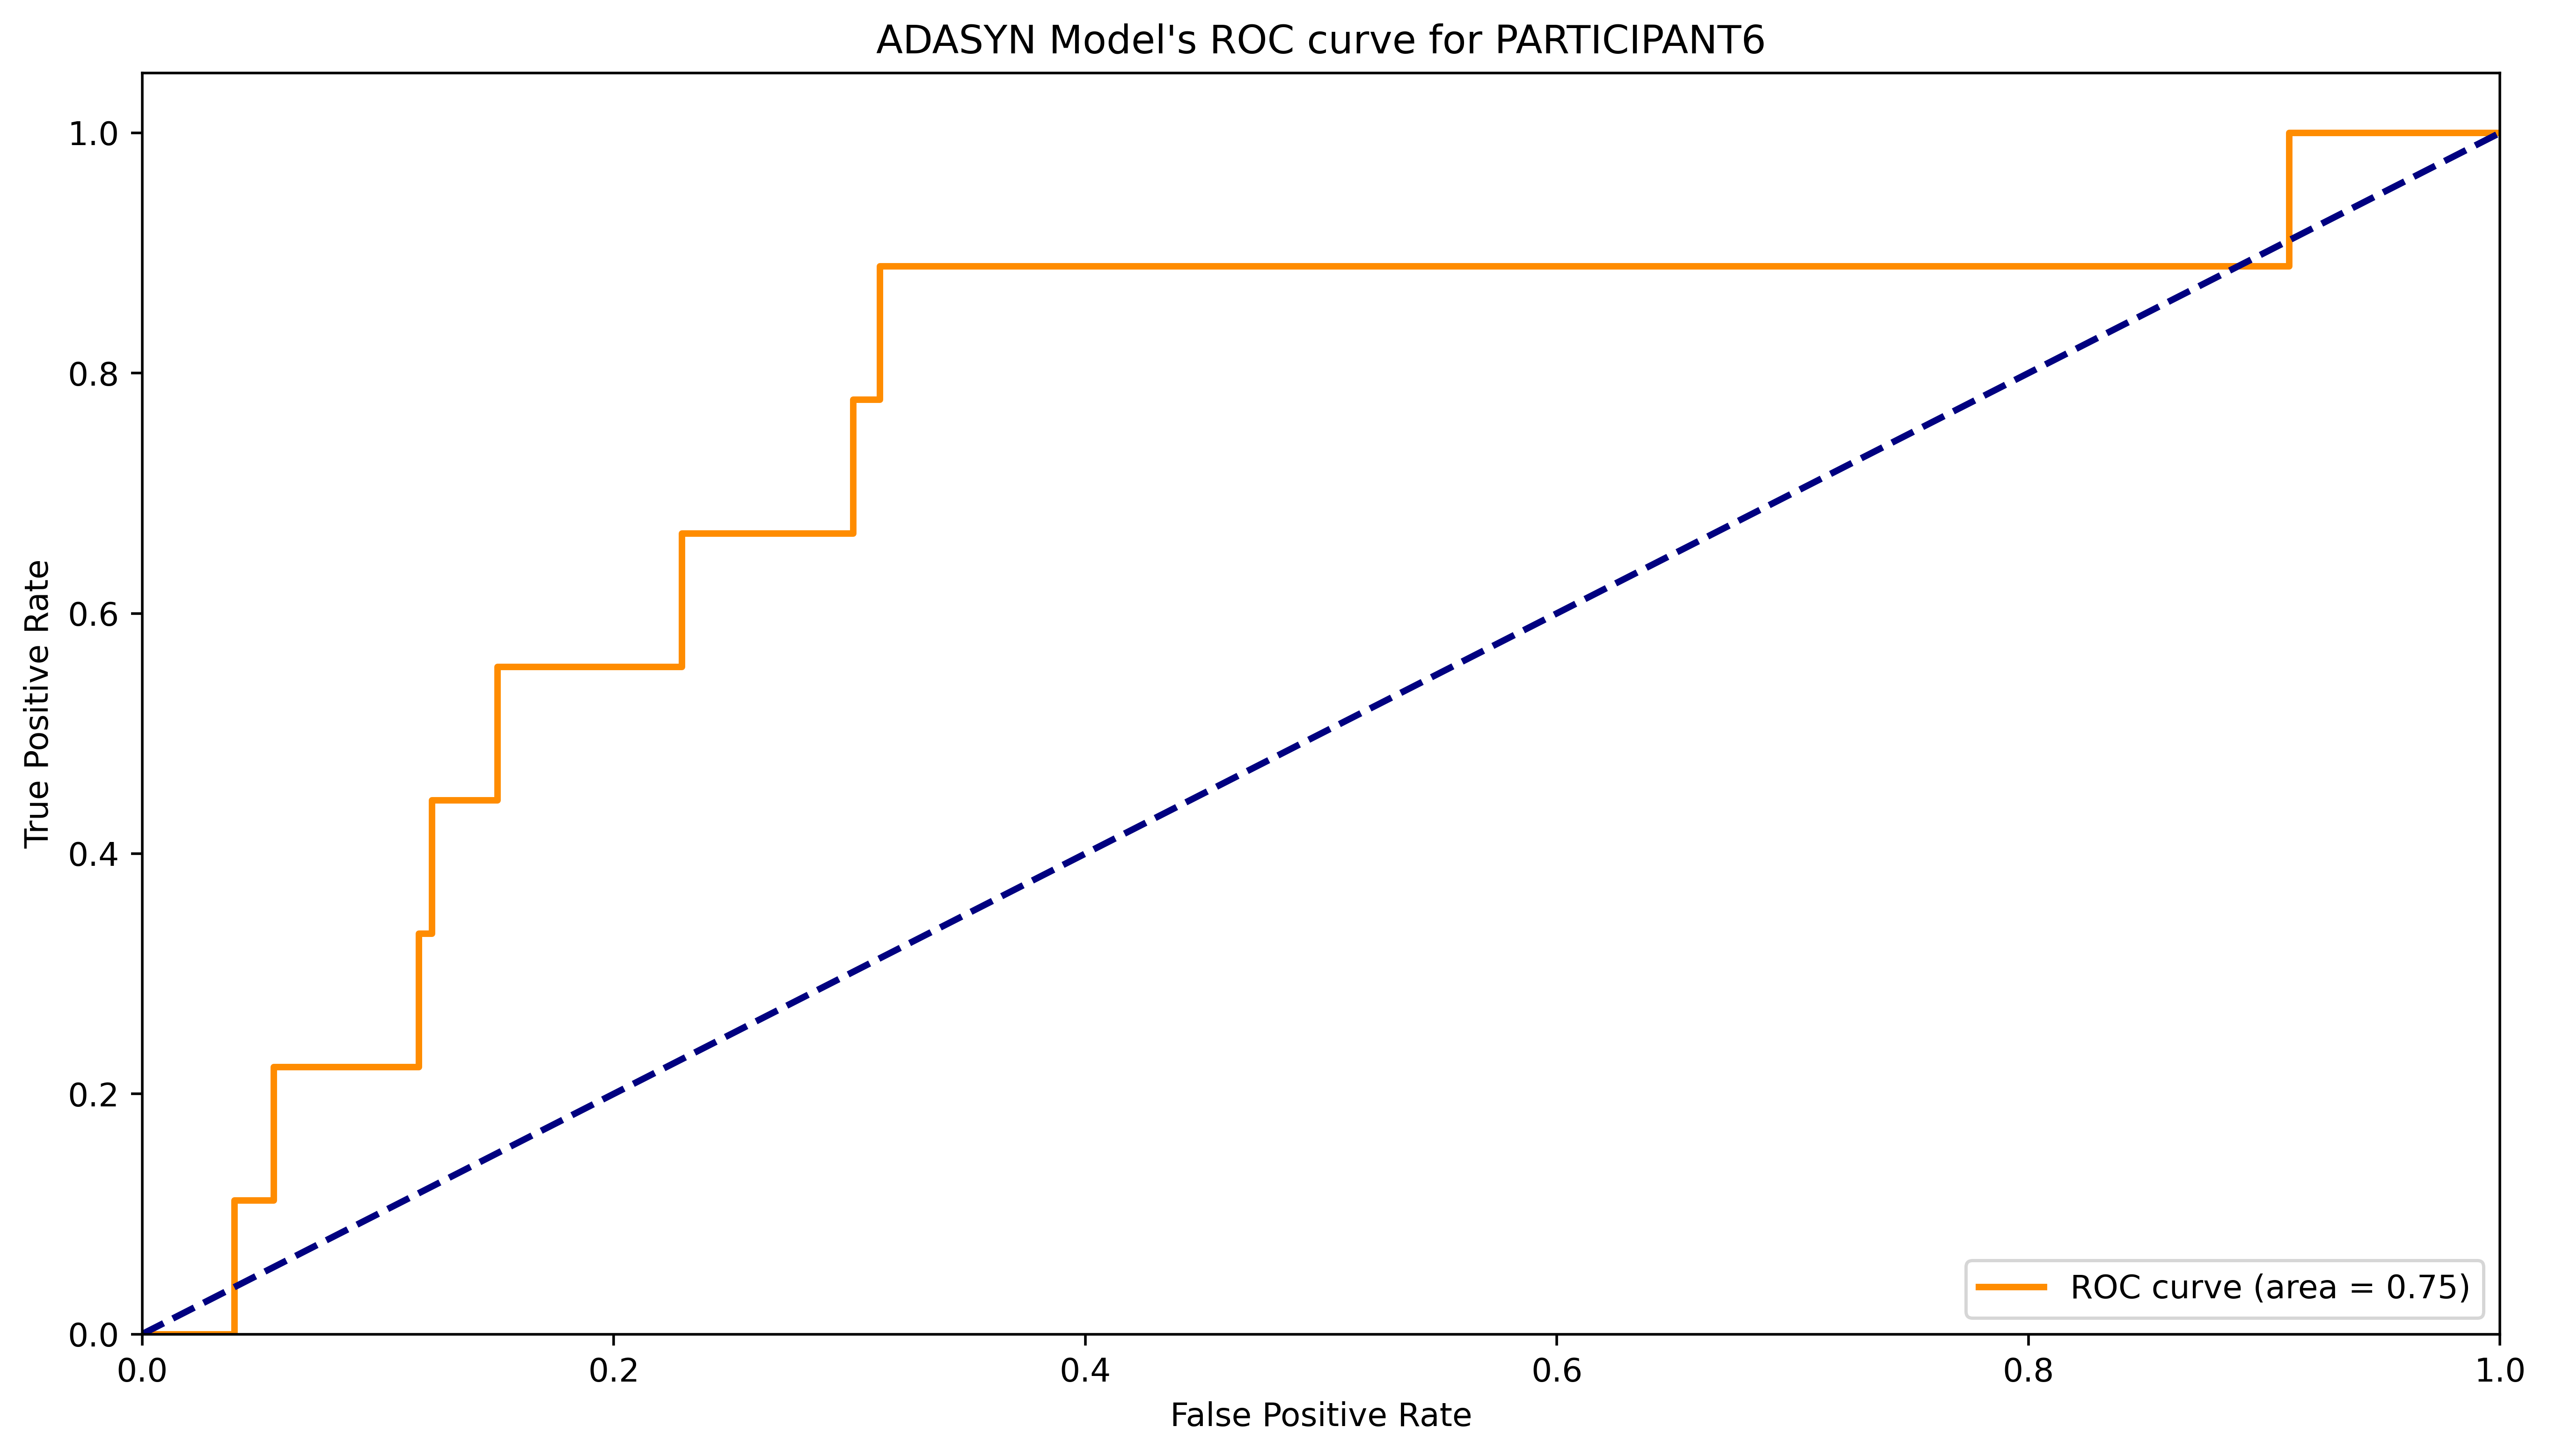 ADASYN Model's ROC curve for PARTICIPANT6
1.0
0.8
0.6
0.4
0.2
0.0
True Positive Rate
ROC curve (area = 0.75)
0.0 0.2 0.4 0.6 0.8 1.0
False Positive Rate